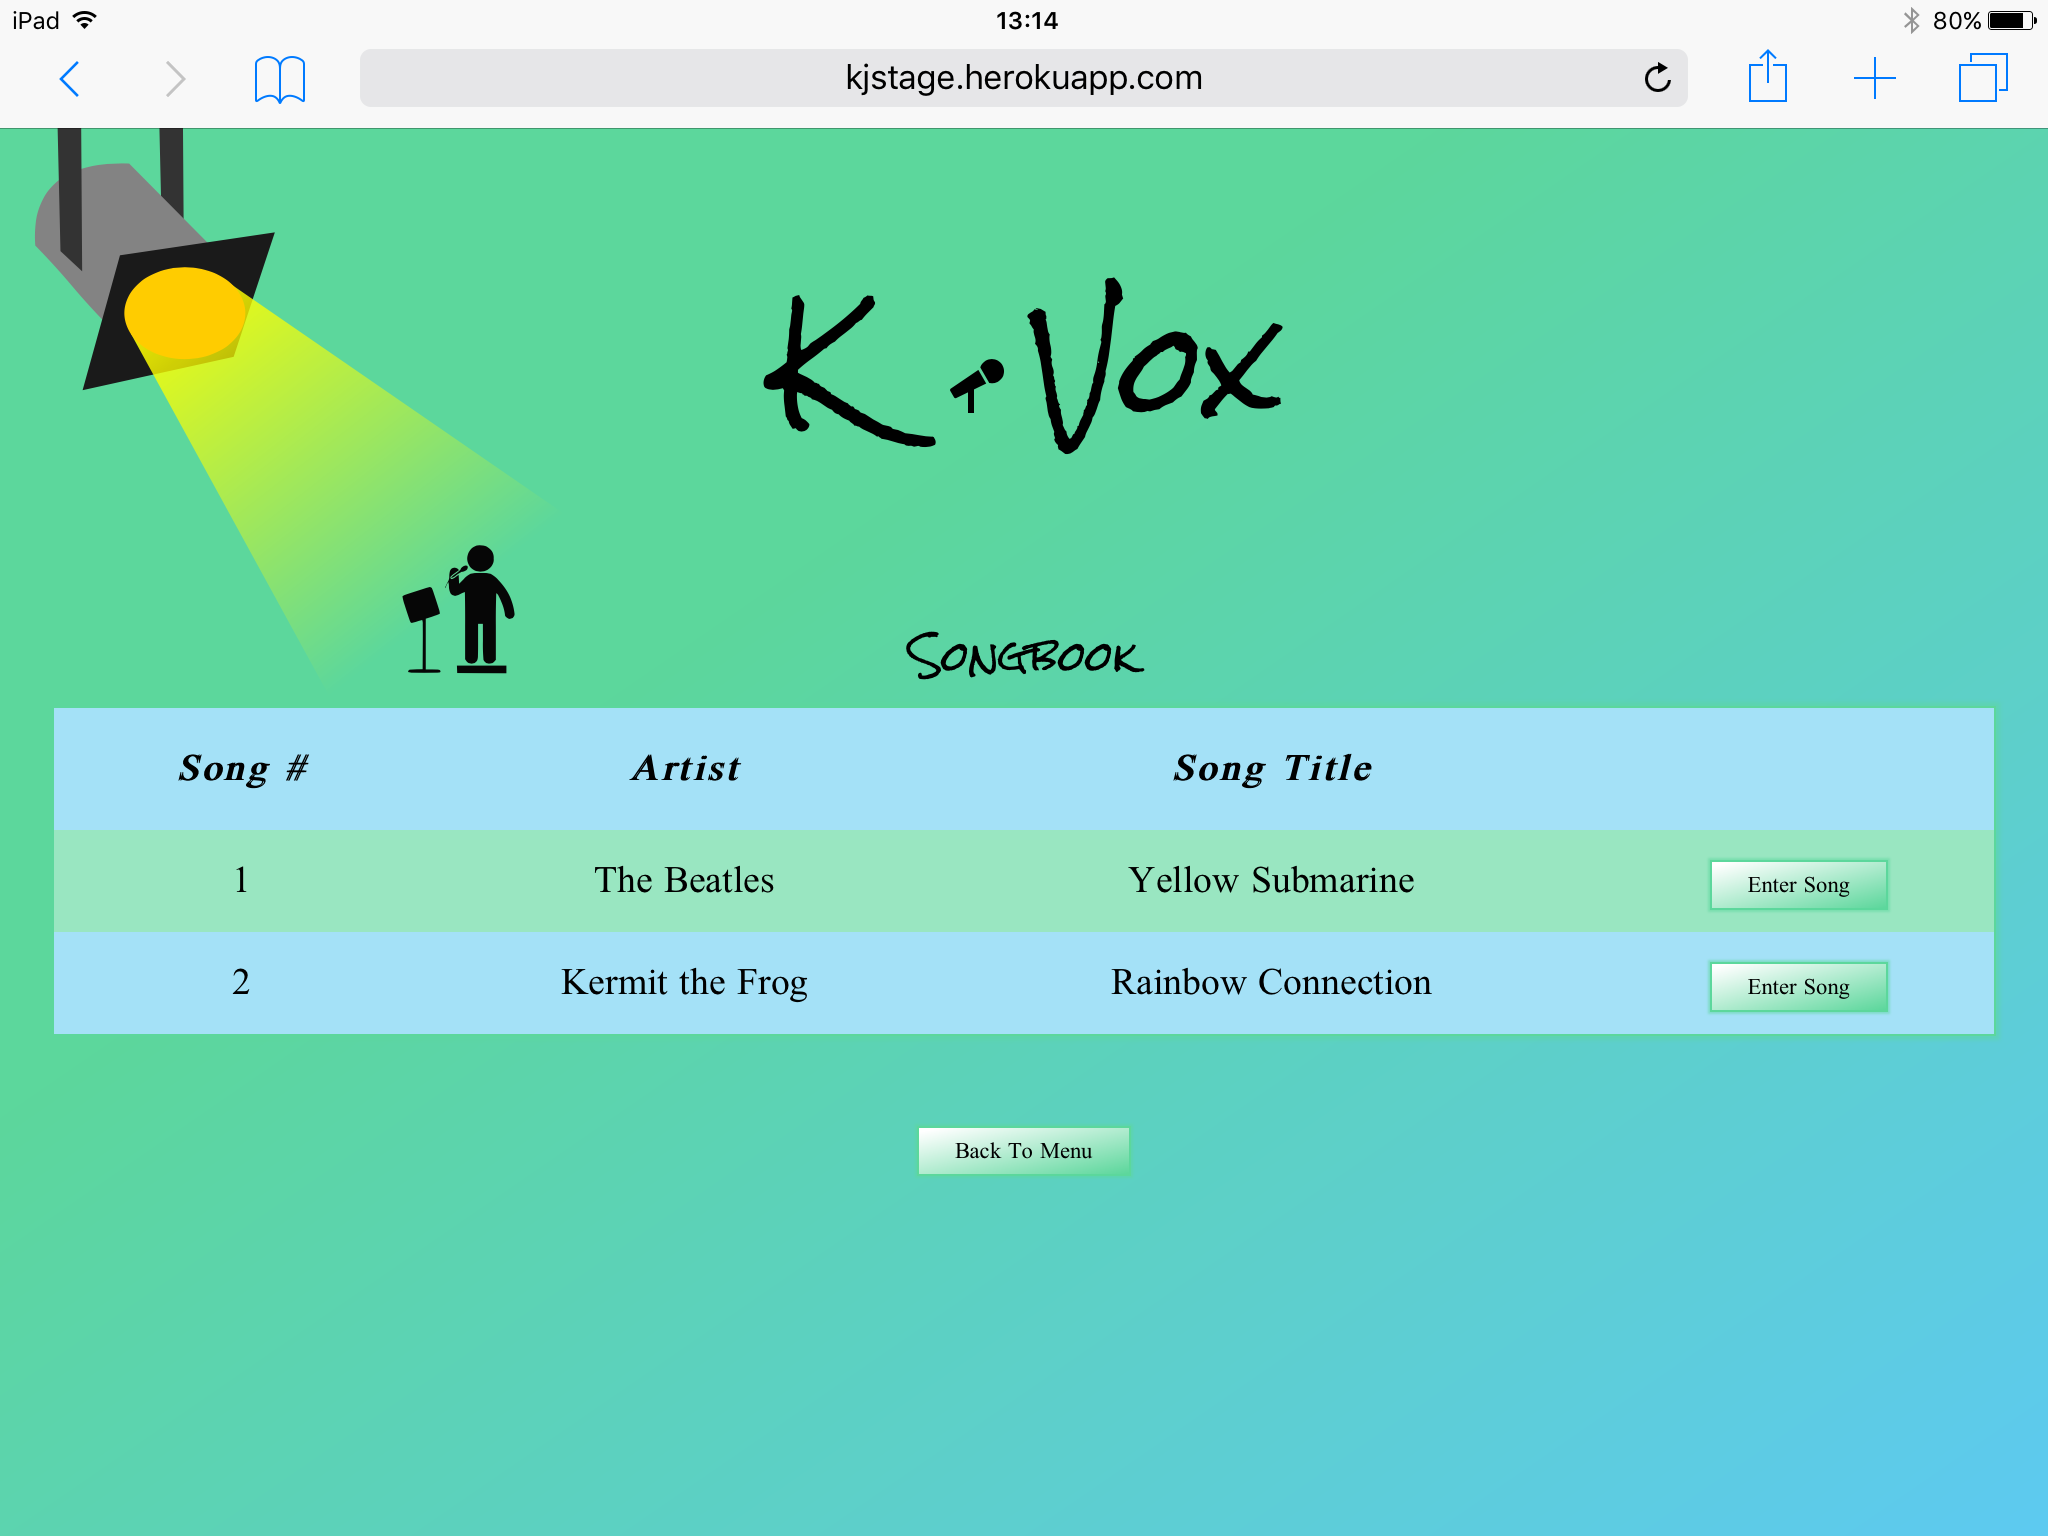 iPad 13:14 80%
kjstage.herokuapp.com
K Vox
Songbook
Song # Artist Song Title
1 The Beatles Yellow Submarine Enter Song
2 Kermit the Frog Rainbow Connection Enter Song
Back To Menu